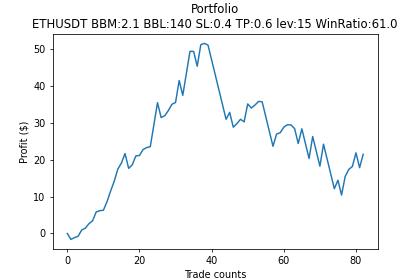 Portfolio
ETHUSDT BBM:2.1 BBL:140 SL:0.4 TP:0.6 lev:15 WinRatio:61.0
50
40
30
20
10
0
Profit ($)
0 20 40 60 80
Trade counts